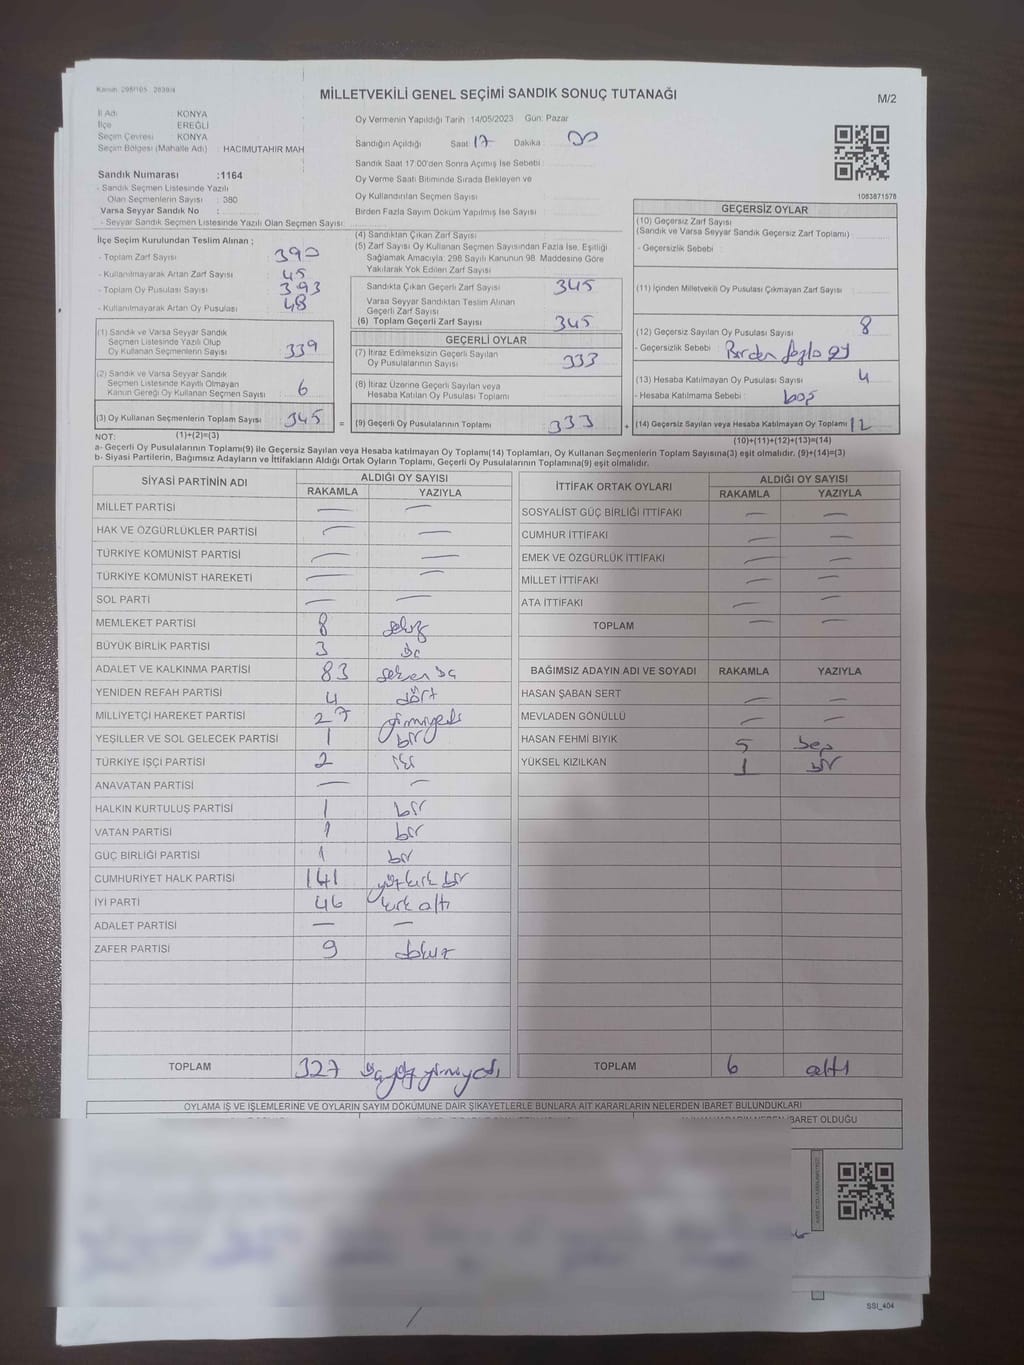 Kanun 298/105 2839/4
MİLLETVEKİLİ GENEL SEÇİMİ SANDIK SONUÇ TUTANAĞI
M/2
İl Adı KONYA
İlçe EREĞLİ
Seçim Çevresi KONYA
Seçim Bölgesi (Mahalle Adı) : HACIMUTAHİR MAH
Sandık Numarası :1164
- Sandık Seçmen Listesinde Yazılı
Olan Seçmenlerin Sayısı : 380
Varsa Seyyar Sandık No :
- Seyyar Sandık Seçmen Listesinde Yazılı Olan Seçmen Sayısı:
Oy Vermenin Yapıldığı Tarih 14/05/2023 Gün: Pazar
Sandığın Açıldığı Saat 17 Dakika 00
Sandık Saat 17:00'den Sonra Açımış İse Sebebi
Oy Verme Saati Bitiminde Sırada Bekleyen ve
Oy Kullandırılan Seçmen Sayısı
Birden Fazla Sayım Döküm Yapılmış İse Sayısı
1083871578
İlçe Seçim Kurulundan Teslim Alınan ;
- Toplam Zarf Sayısı : 390
- Kullanılmayarak Artan Zarf Sayısı : 45
- Toplam Oy Pusulası Sayısı : 393
- Kullanılmayarak Artan Oy Pusulası : 48
(1) Sandık ve Varsa Seyyar Sandık
Seçmen Listesinde Yazılı Olup
Oy Kullanan Seçmenlerin Sayısı : 339
(2) Sandık ve Varsa Seyyar Sandık
Seçmen Listesinde Kayıtlı Olmayan
Kanun Gereği Oy Kullanan Seçmen Sayısı : 6
(3) Oy Kullanan Seçmenlerin Toplam Sayısı : 345
(1)+(2)=(3)
(4) Sandıktan Çıkan Zarf Sayısı
(5) Zarf Sayısı Oy Kullanan Seçmen Sayısından Fazla İse, Eşitliği
Sağlamak Amacıyla; 298 Sayılı Kanunun 98. Maddesine Göre
Yakılarak Yok Edilen Zarf Sayısı
Sandıkta Çıkan Geçerli Zarf Sayısı 345
Varsa Seyyar Sandıktan Teslim Alınan
Geçerli Zarf Sayısı
(6) Toplam Geçerli Zarf Sayısı 345
GEÇERLİ OYLAR
(7) İtiraz Edilmeksizin Geçerli Sayılan
Oy Pusulalarının Sayısı 333
(8) İtiraz Üzerine Geçerli Sayılan veya
Hesaba Katılan Oy Pusulası Toplamı
= (9) Geçerli Oy Pusulalarının Toplamı 333 +
GEÇERSİZ OYLAR
(10) Geçersiz Zarf Sayısı
(Sandık ve Varsa Seyyar Sandık Geçersiz Zarf Toplamı)
- Geçersizlik Sebebi :
(11) İçinden Milletvekili Oy Pusulası Çıkmayan Zarf Sayısı :
(12) Geçersiz Sayılan Oy Pusulası Sayısı 8
- Geçersizlik Sebebi : Birden fazla oy
(13) Hesaba Katılmayan Oy Pusulası Sayısı 4
- Hesaba Katılmama Sebebi : boş
(14) Geçersiz Sayılan veya Hesaba Katılmayan Oy Toplamı 12
(10)+(11)+(12)+(13)=(14)
NOT:
a- Geçerli Oy Pusulalarının Toplamı(9) ile Geçersiz Sayılan veya Hesaba katılmayan Oy Toplamı(14) Toplamları, Oy Kullanan Seçmenlerin Toplam Sayısına(3) eşit olmalıdır. (9)+(14)=(3)
b- Siyasi Partilerin, Bağımsız Adayların ve İttifakların Aldığı Ortak Oyların Toplamı, Geçerli Oy Pusulalarının Toplamına(9) eşit olmalıdır.
SİYASİ PARTİNİN ADI ALDIĞI OY SAYISI
RAKAMLA YAZIYLA
MİLLET PARTİSİ — —
HAK VE ÖZGÜRLÜKLER PARTİSİ — —
TÜRKİYE KOMÜNİST PARTİSİ — —
TÜRKİYE KOMÜNİST HAREKETİ — —
SOL PARTİ — —
MEMLEKET PARTİSİ 8 sekiz
BÜYÜK BİRLİK PARTİSİ 3 üç
ADALET VE KALKINMA PARTİSİ 83 seksen üç
YENİDEN REFAH PARTİSİ 4 dört
MİLLİYETÇİ HAREKET PARTİSİ 27 yirmiyedi
YEŞİLLER VE SOL GELECEK PARTİSİ 1 bir
TÜRKİYE İŞÇİ PARTİSİ 2 iki
ANAVATAN PARTİSİ — —
HALKIN KURTULUŞ PARTİSİ 1 bir
VATAN PARTİSİ 1 bir
GÜÇ BİRLİĞİ PARTİSİ 1 bir
CUMHURİYET HALK PARTİSİ 141 yüzkırk bir
İYİ PARTİ 46 kırk altı
ADALET PARTİSİ — —
ZAFER PARTİSİ 9 dokuz
TOPLAM 327 üçyüz yirmiyedi
İTTİFAK ORTAK OYLARI ALDIĞI OY SAYISI
RAKAMLA YAZIYLA
SOSYALİST GÜÇ BİRLİĞİ İTTİFAKI — —
CUMHUR İTTİFAKI — —
EMEK VE ÖZGÜRLÜK İTTİFAKI — —
MİLLET İTTİFAKI — —
ATA İTTİFAKI — —
TOPLAM — —
BAĞIMSIZ ADAYIN ADI VE SOYADI RAKAMLA YAZIYLA
HASAN ŞABAN SERT — —
MEVLADEN GÖNÜLLÜ — —
HASAN FEHMİ BIYIK 5 beş
YÜKSEL KIZILKAN 1 bir
TOPLAM 6 altı
OYLAMA İŞ VE İŞLEMLERİNE VE OYLARIN SAYIM DÖKÜMÜNE DAİR ŞİKAYETLERLE BUNLARA AİT KARARLARIN NELERDEN İBARET BULUNDUKLARI
İBARET OLDUĞU
SSI_404